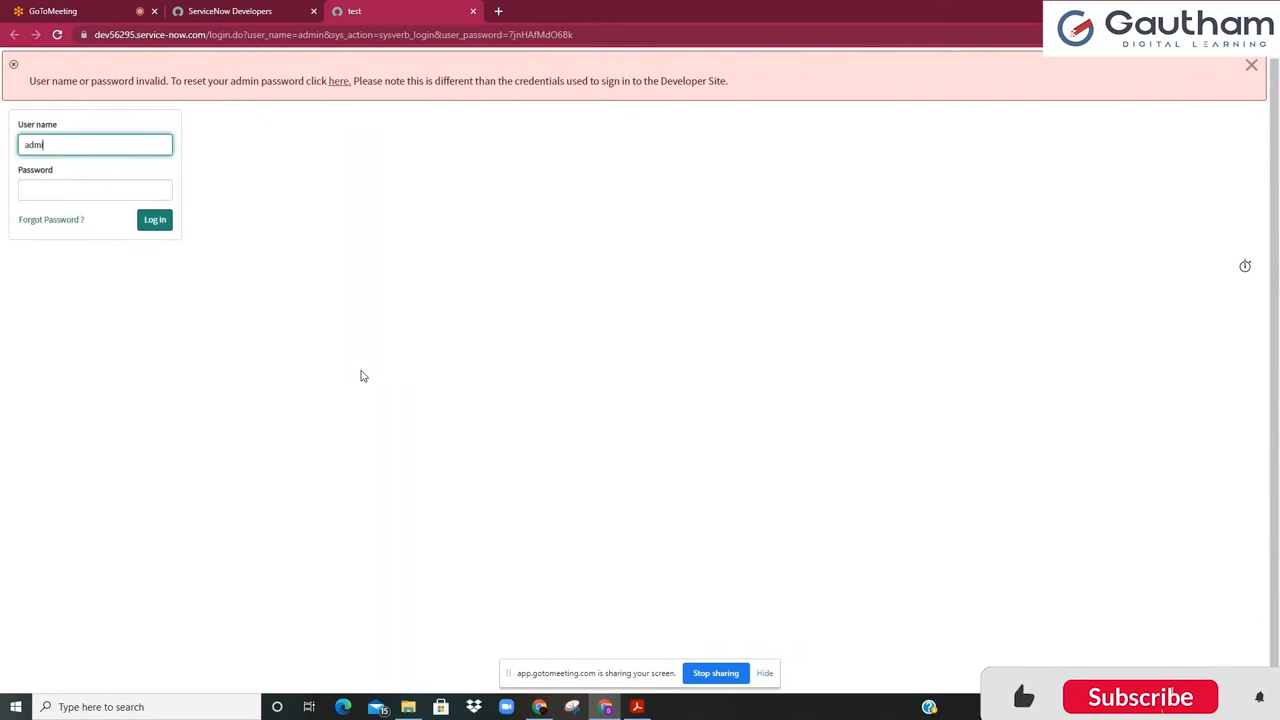 GoToMeeting
ServiceNow Developers
test
dev56295.service-now.com/login.do?user_name=admin&sys_action=sysverb_login&user_password=7jnHAfMdO6Bk
Gautham
DIGITAL LEARNING
User name or password invalid. To reset your admin password click here. Please note this is different than the credentials used to sign in to the Developer Site.
User name
admi
Password
Forgot Password ?
Log in
app.gotomeeting.com is sharing your screen.
Stop sharing
Hide
Type here to search
15
Subscribe